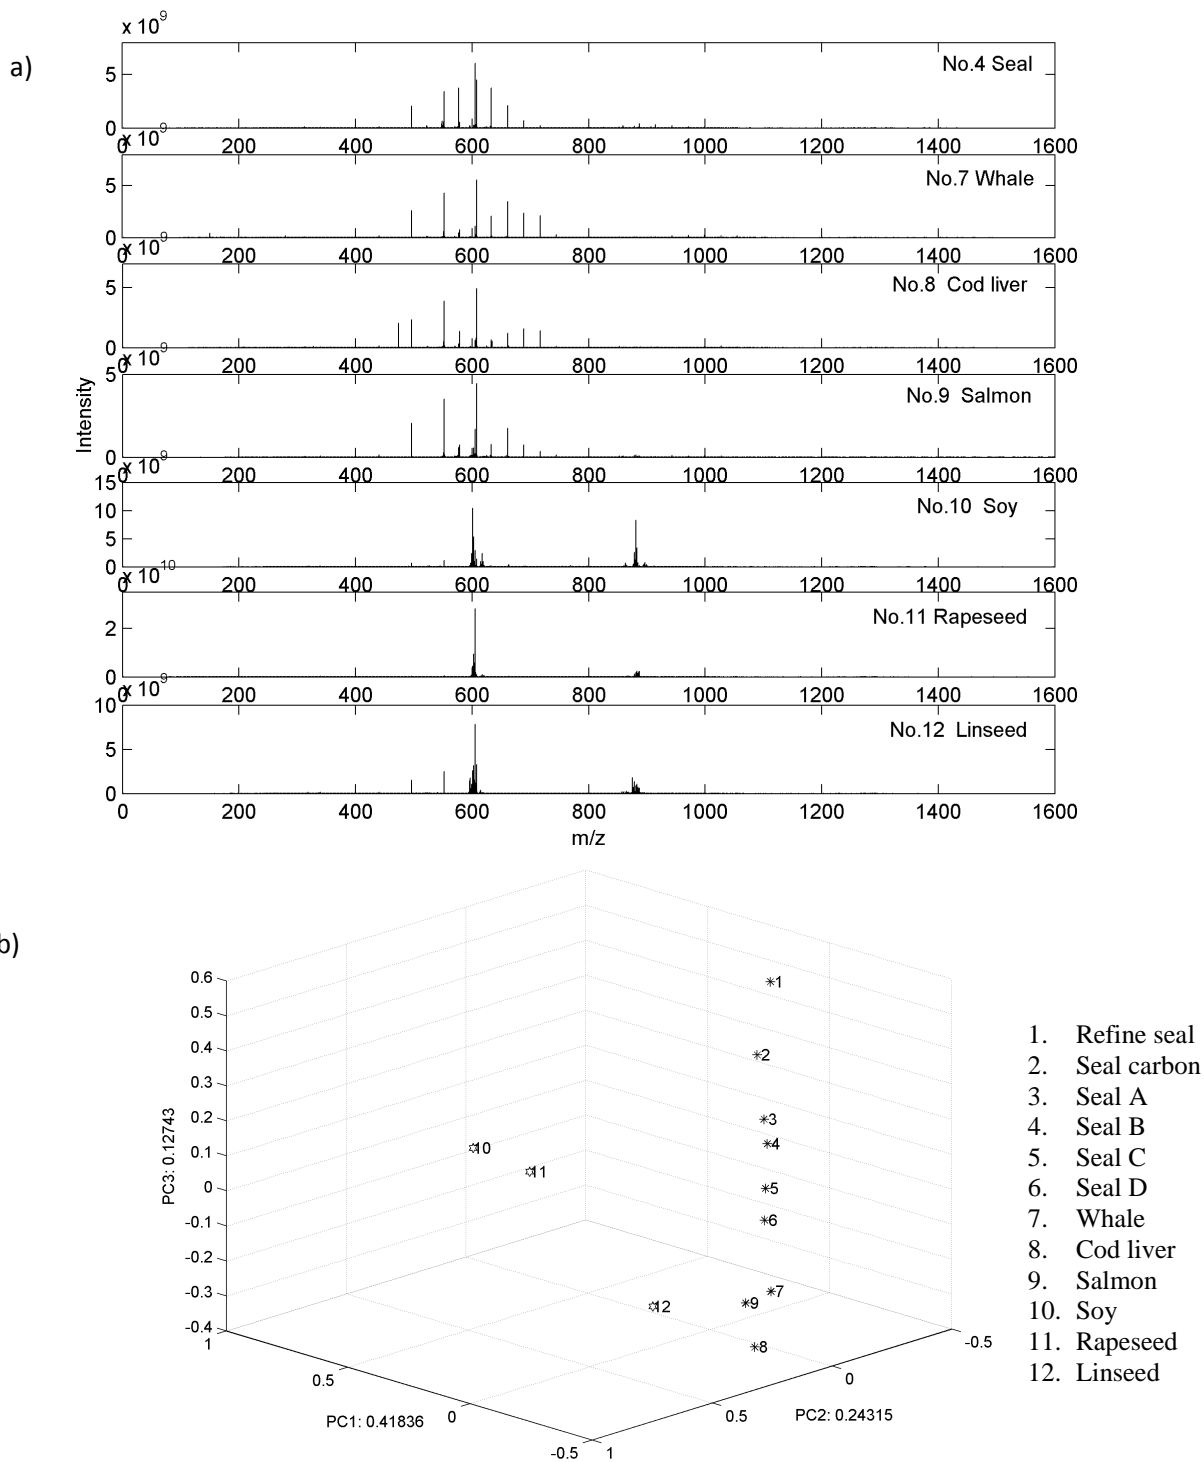 a)
x 10^9
No.4 Seal
5
0
x 10^9
0 200 400 600 800 1000 1200 1400 1600
No.7 Whale
5
0
x 10^9
0 200 400 600 800 1000 1200 1400 1600
No.8 Cod liver
5
0
x 10^9
0 200 400 600 800 1000 1200 1400 1600
Intensity
5
No.9 Salmon
0
x 10^9
0 200 400 600 800 1000 1200 1400 1600
15
No.10 Soy
10
5
0
x 10^10
0 200 400 600 800 1000 1200 1400 1600
No.11 Rapeseed
2
0
x 10^9
0 200 400 600 800 1000 1200 1400 1600
10
No.12 Linseed
5
0
0 200 400 600 800 1000 1200 1400 1600
m/z
b)
0.6
0.5
0.4
0.3
0.2
0.1
0
-0.1
-0.2
-0.3
-0.4
PC3: 0.12743
1
2
3
4
5
6
7
8
9
10
11
12
1
0.5
0
-0.5
PC1: 0.41836
1
0.5
0
-0.5
PC2: 0.24315
1. Refine seal
2. Seal carbon
3. Seal A
4. Seal B
5. Seal C
6. Seal D
7. Whale
8. Cod liver
9. Salmon
10. Soy
11. Rapeseed
12. Linseed